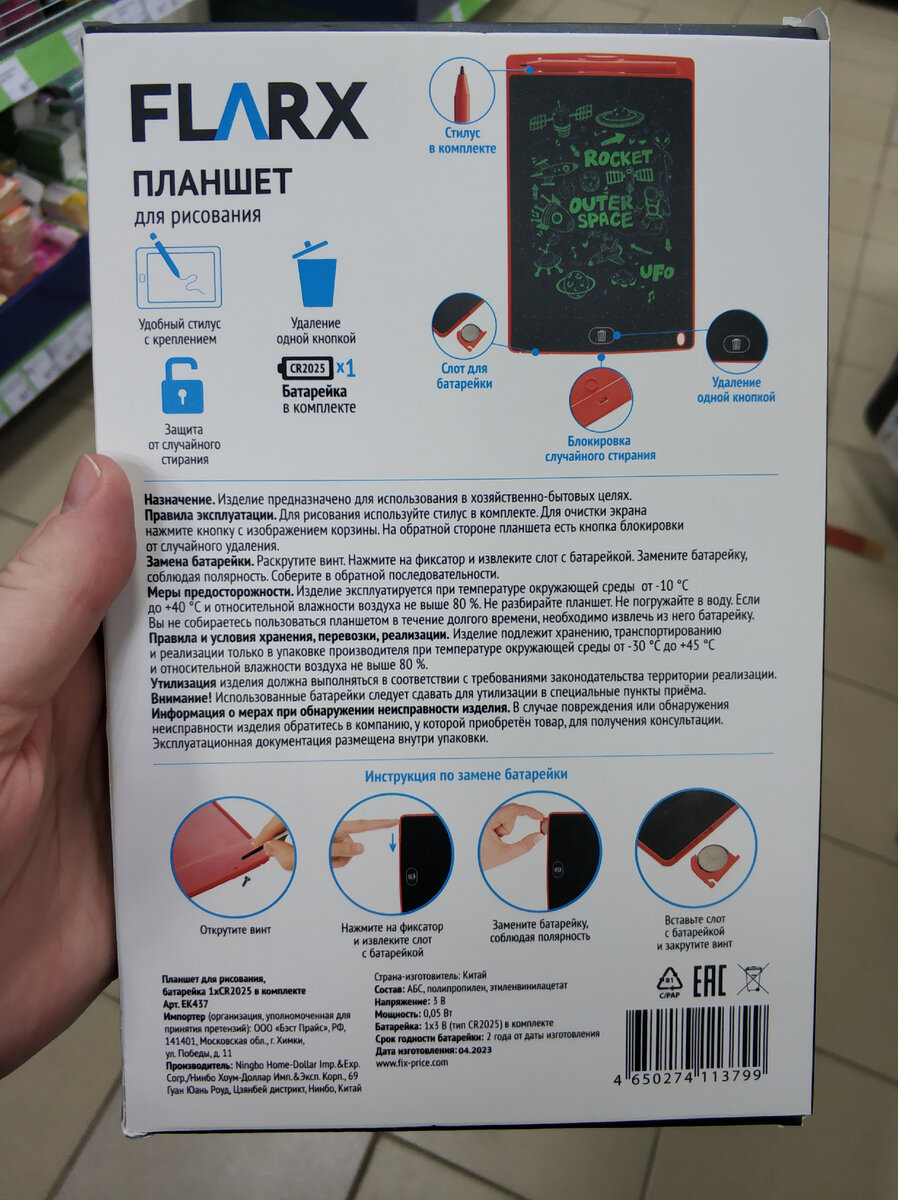 FLARX
ПЛАНШЕТ
для рисования
Удобный стилус
с креплением
Удаление
одной кнопкой
Защита
от случайного
стирания
CR2025 x1
Батарейка
в комплекте
Стилус
в комплекте
ROCKET
OUTER
SPACE
UFO
Слот для
батарейки
Блокировка
случайного стирания
Удаление
одной кнопкой
Назначение. Изделие предназначено для использования в хозяйственно-бытовых целях.
Правила эксплуатации. Для рисования используйте стилус в комплекте. Для очистки экрана
нажмите кнопку с изображением корзины. На обратной стороне планшета есть кнопка блокировки
от случайного удаления.
Замена батарейки. Раскрутите винт. Нажмите на фиксатор и извлеките слот с батарейкой. Замените батарейку,
соблюдая полярность. Соберите в обратной последовательности.
Меры предосторожности. Изделие эксплуатируется при температуре окружающей среды от -10 °C
до +40 °C и относительной влажности воздуха не выше 80 %. Не разбирайте планшет. Не погружайте в воду. Если
Вы не собираетесь пользоваться планшетом в течение долгого времени, необходимо извлечь из него батарейку.
Правила и условия хранения, перевозки, реализации. Изделие подлежит хранению, транспортированию
и реализации только в упаковке производителя при температуре окружающей среды от -30 °C до +45 °C
и относительной влажности воздуха не выше 80 %.
Утилизация изделия должна выполняться в соответствии с требованиями законодательства территории реализации.
Внимание! Использованные батарейки следует сдавать для утилизации в специальные пункты приёма.
Информация о мерах при обнаружении неисправности изделия. В случае повреждения или обнаружения
неисправности изделия обратитесь в компанию, у которой приобретён товар, для получения консультации.
Эксплуатационная документация размещена внутри упаковки.
Инструкция по замене батарейки
Открутите винт
Нажмите на фиксатор
и извлеките слот
с батарейкой
Замените батарейку,
соблюдая полярность
Вставьте слот
с батарейкой
и закрутите винт
Планшет для рисования,
батарейка 1xCR2025 в комплекте
Арт. EK437
Импортер (организация, уполномоченная для
принятия претензий): ООО «Бэст Прайс», РФ,
141401, Московская обл., г. Химки,
ул. Победы, д. 11
Производитель: Ningbo Home-Dollar Imp.&Exp.
Corp./Нинбо Хоум-Доллар Имп.&Эксп. Корп., 69
Гуан Юань Роуд, Цзянбей дистрикт, Нинбо, Китай
Страна-изготовитель: Китай
Состав: АБС, полипропилен, этиленвинилацетат
Напряжение: 3 В
Мощность: 0,05 Вт
Батарейка: 1x3 В (тип CR2025) в комплекте
Срок годности батарейки: 2 года от даты изготовления
Дата изготовления: 04.2023
www.fix-price.com
81
C/PAP
EAC
4 650274 113799